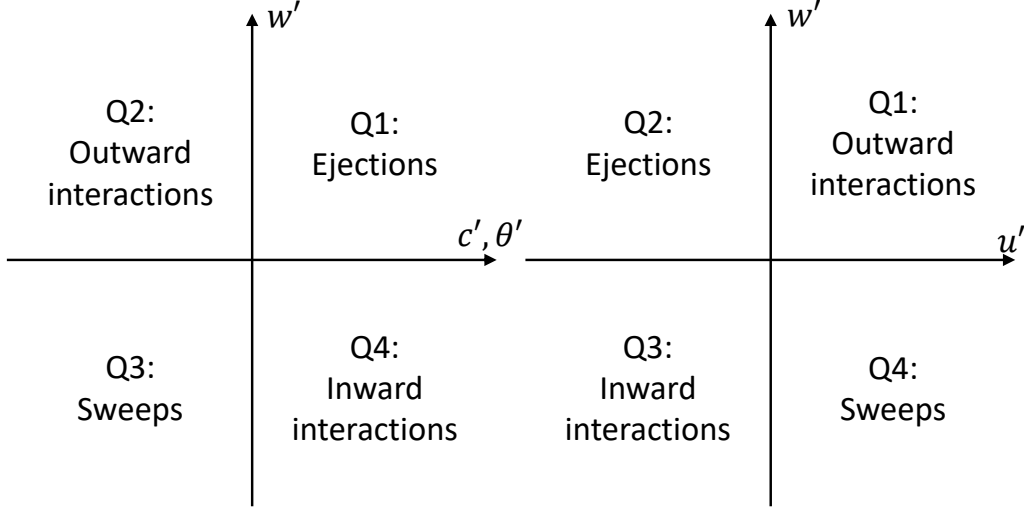 w′
Q2:
Outward
interactions
Q1:
Ejections
c′, θ′
Q3:
Sweeps
Q4:
Inward
interactions
w′
Q2:
Ejections
Q1:
Outward
interactions
u′
Q3:
Inward
interactions
Q4:
Sweeps